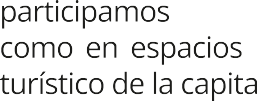 participamos
como en espacios
turístico de la capita